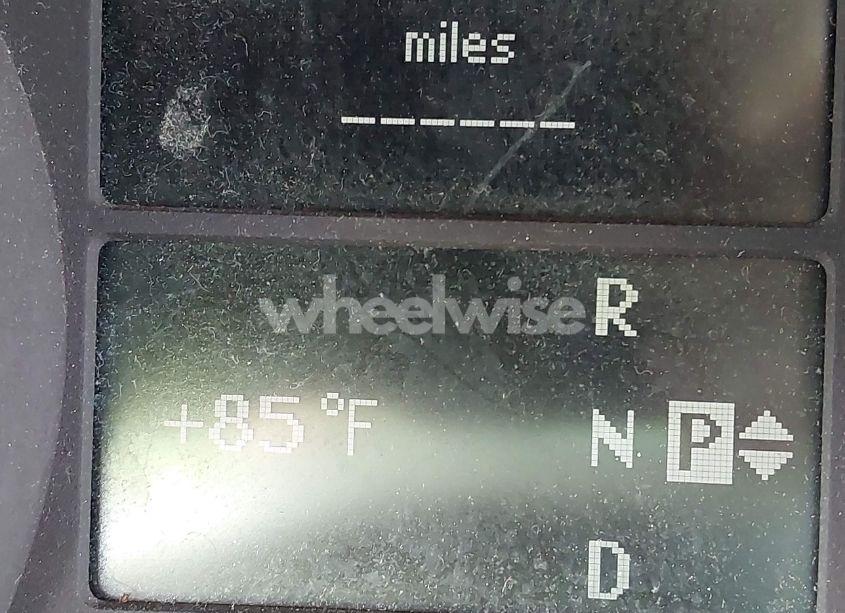 miles
------
wheelwise
R
+85°F
N P
D